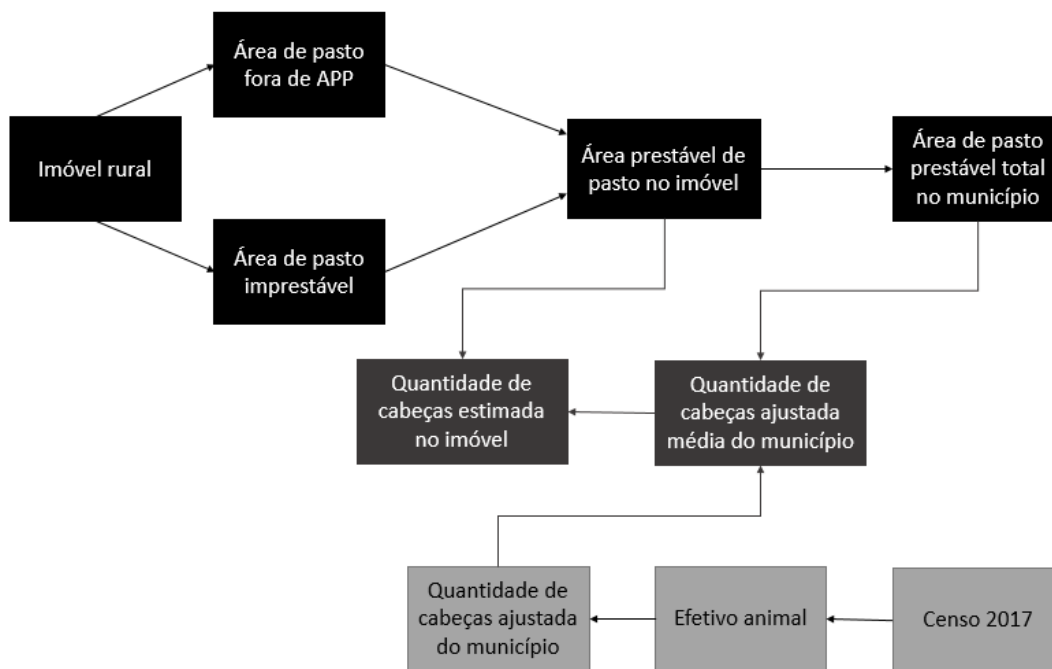 Área de pasto
fora de APP
Imóvel rural
Área de pasto
imprestável
Área prestável de
pasto no imóvel
Área de pasto
prestável total
no município
Quantidade de
cabeças estimada
no imóvel
Quantidade de
cabeças ajustada
média do município
Quantidade de
cabeças ajustada
do município
Efetivo animal
Censo 2017